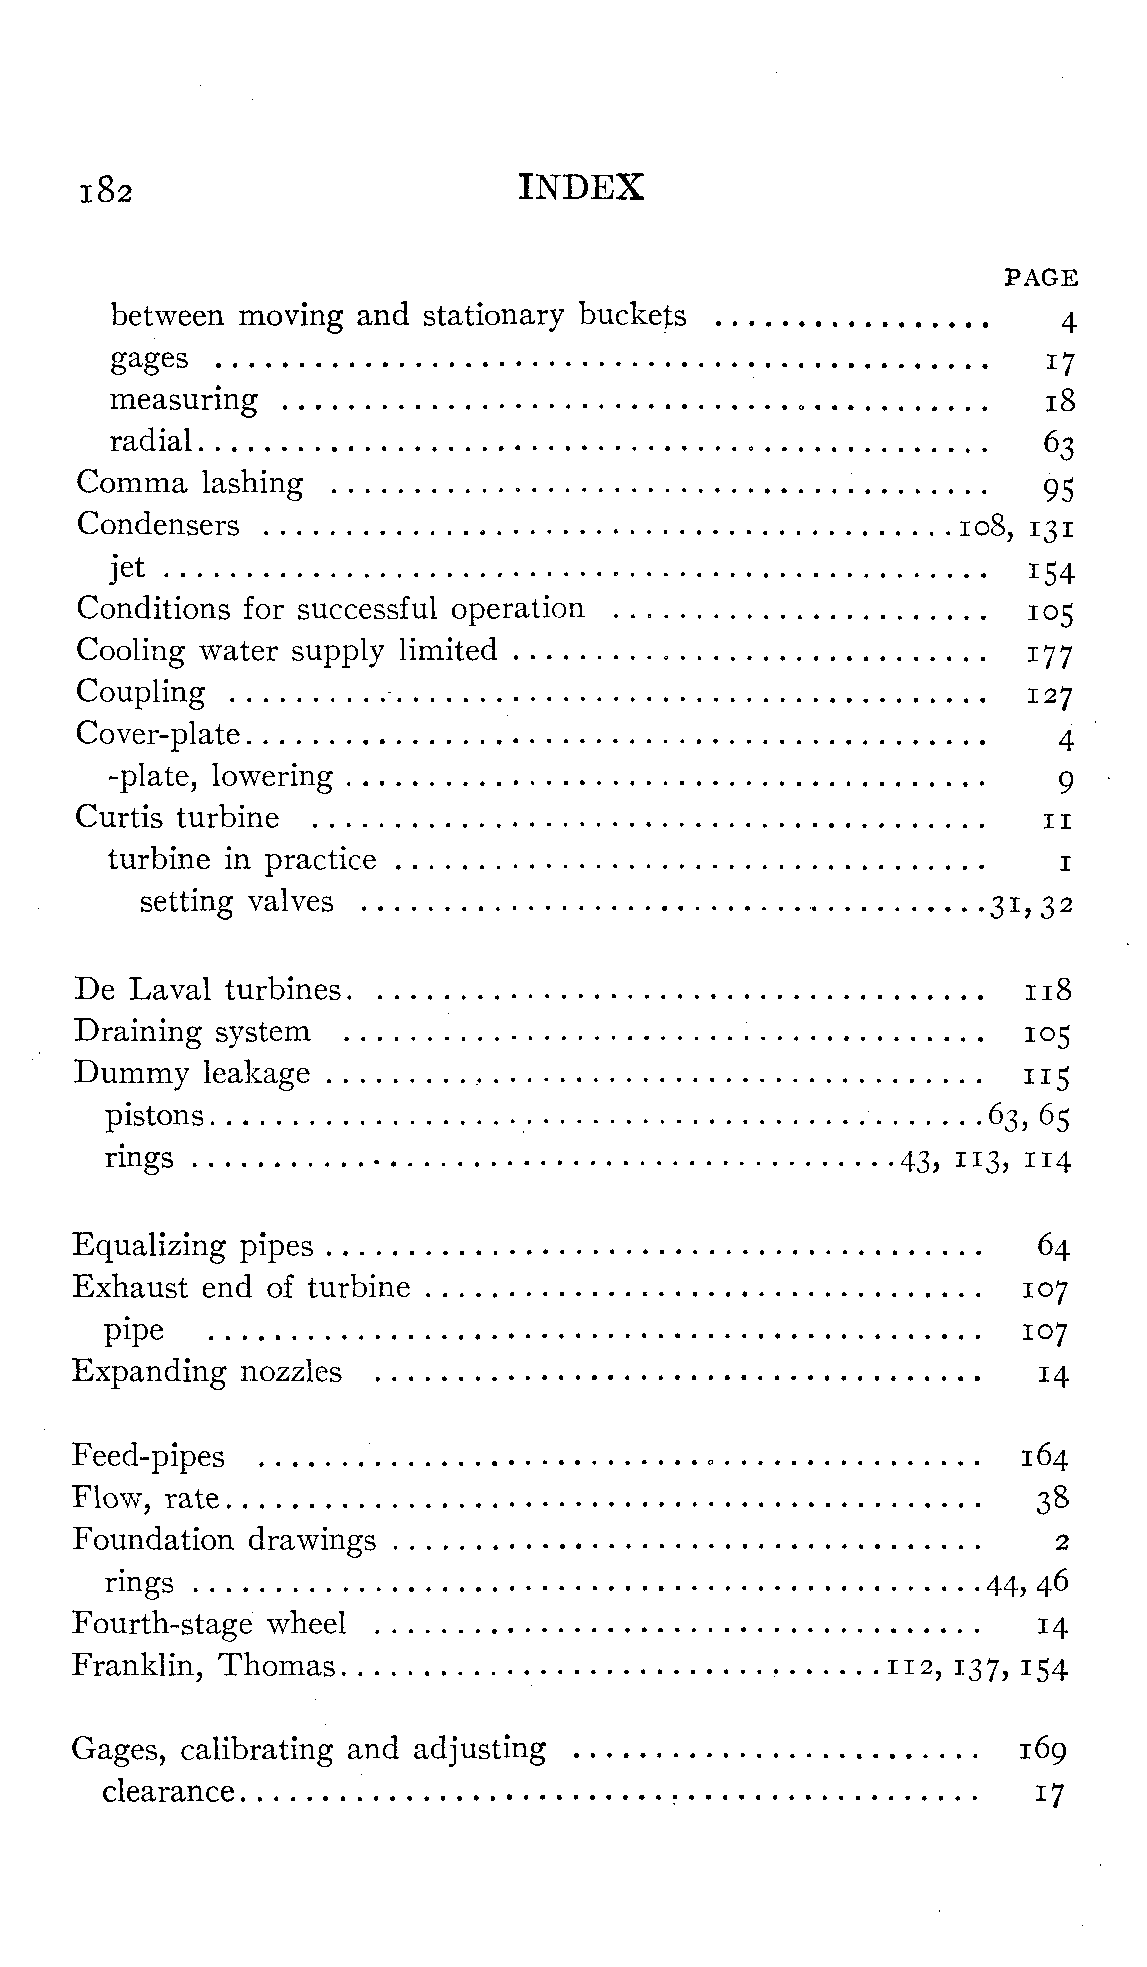 182 INDEX
PAGE
between moving and stationary buckets ................. 4
gages ............................................... 17
measuring ........................................... 18
radial................................................ 63
Comma lashing ........................................ 95
Condensers ..........................................108, 131
jet .................................................. 154
Conditions for successful operation ....................... 105
Cooling water supply limited ............................. 177
Coupling .............................................. 127
Cover-plate............................................. 4
-plate, lowering ....................................... 9
Curtis turbine ......................................... 11
turbine in practice .................................... 1
setting valves ......................................31, 32
De Laval turbines. ..................................... 118
Draining system ....................................... 105
Dummy leakage ........................................ 115
pistons...............................................63, 65
rings ...........................................43, 113, 114
Equalizing pipes ........................................ 64
Exhaust end of turbine .................................. 107
pipe ............................................... 107
Expanding nozzles ..................................... 14
Feed-pipes ............................................ 164
Flow, rate.............................................. 38
Foundation drawings .................................... 2
rings ................................................44, 46
Fourth-stage wheel ..................................... 14
Franklin, Thomas.................................112, 137, 154
Gages, calibrating and adjusting ......................... 169
clearance............................................. 17